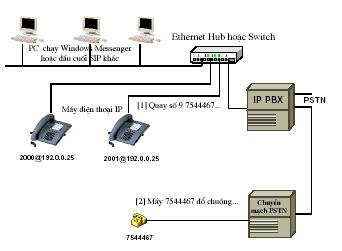 Ethernet Hub hoặc Switch
PC chạy Windows Messenger
hoặc đầu cuối SIP khác
Máy điện thoại IP
[1] Quay số 9 7544467...
IP PBX
PSTN
2000@192.0.0.25
2001@192.0.0.25
[2] Máy 7544467 đổ chuông...
Chuyển
mạch PSTN
7544467